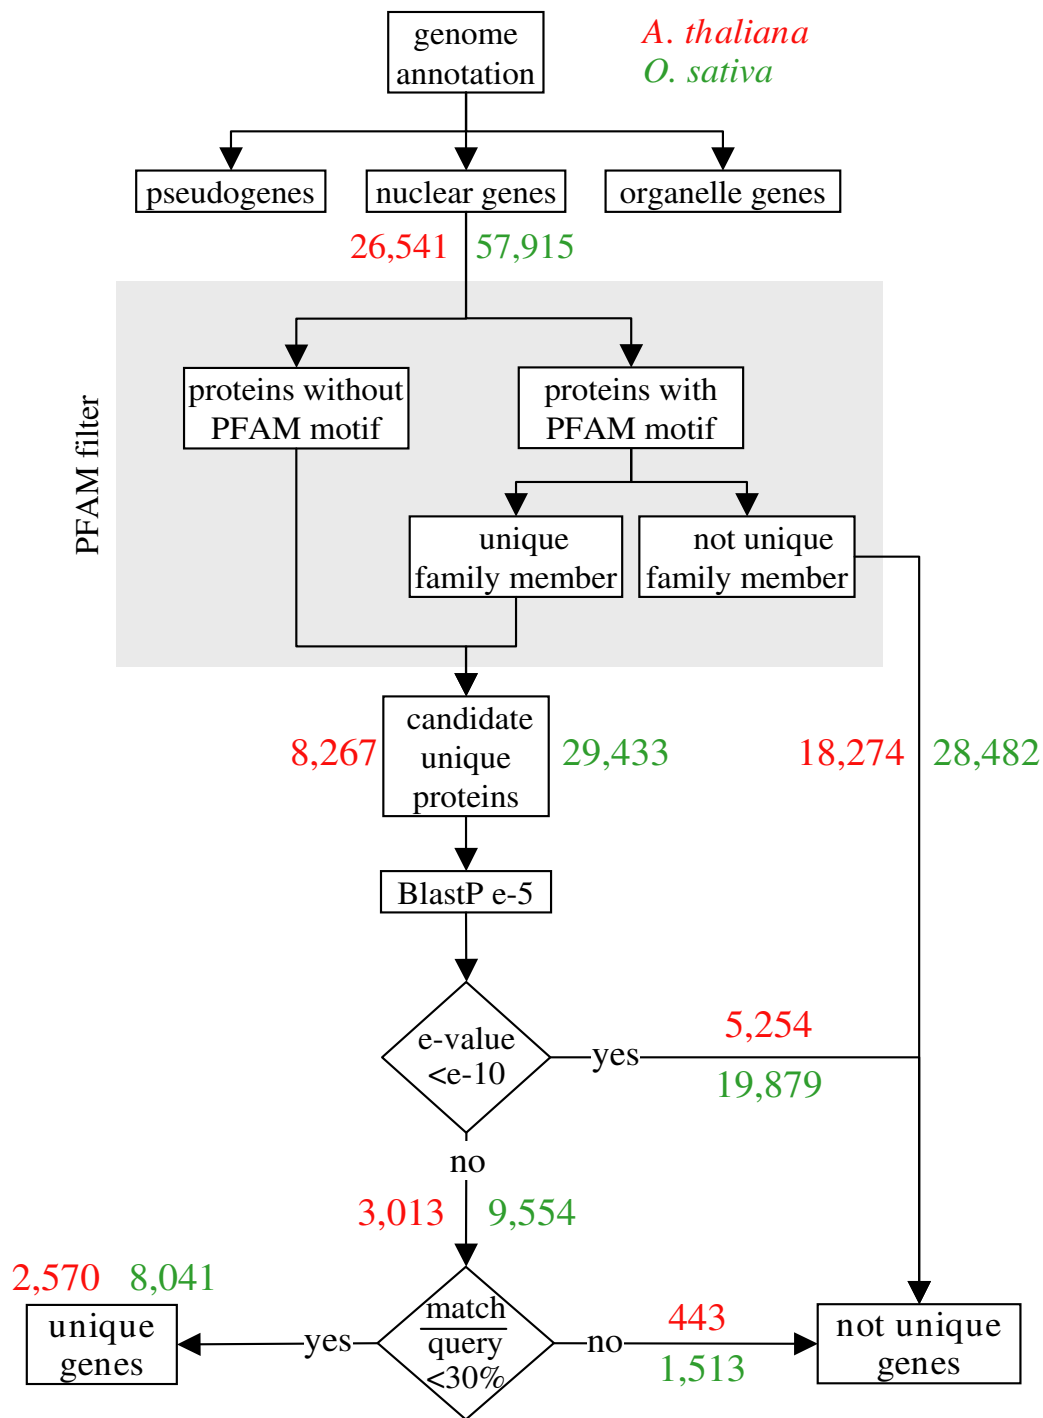 genome
annotation
A. thaliana
O. sativa
pseudogenes
nuclear genes
organelle genes
26,541
57,915
PFAM filter
proteins without
PFAM motif
proteins with
PFAM motif
unique
family member
not unique
family member
candidate
unique
proteins
8,267
29,433
18,274
28,482
BlastP e-5
e-value
<e-10
yes
5,254
19,879
no
3,013
9,554
2,570
8,041
unique
genes
yes
match
query
<30%
no
443
1,513
not unique
genes